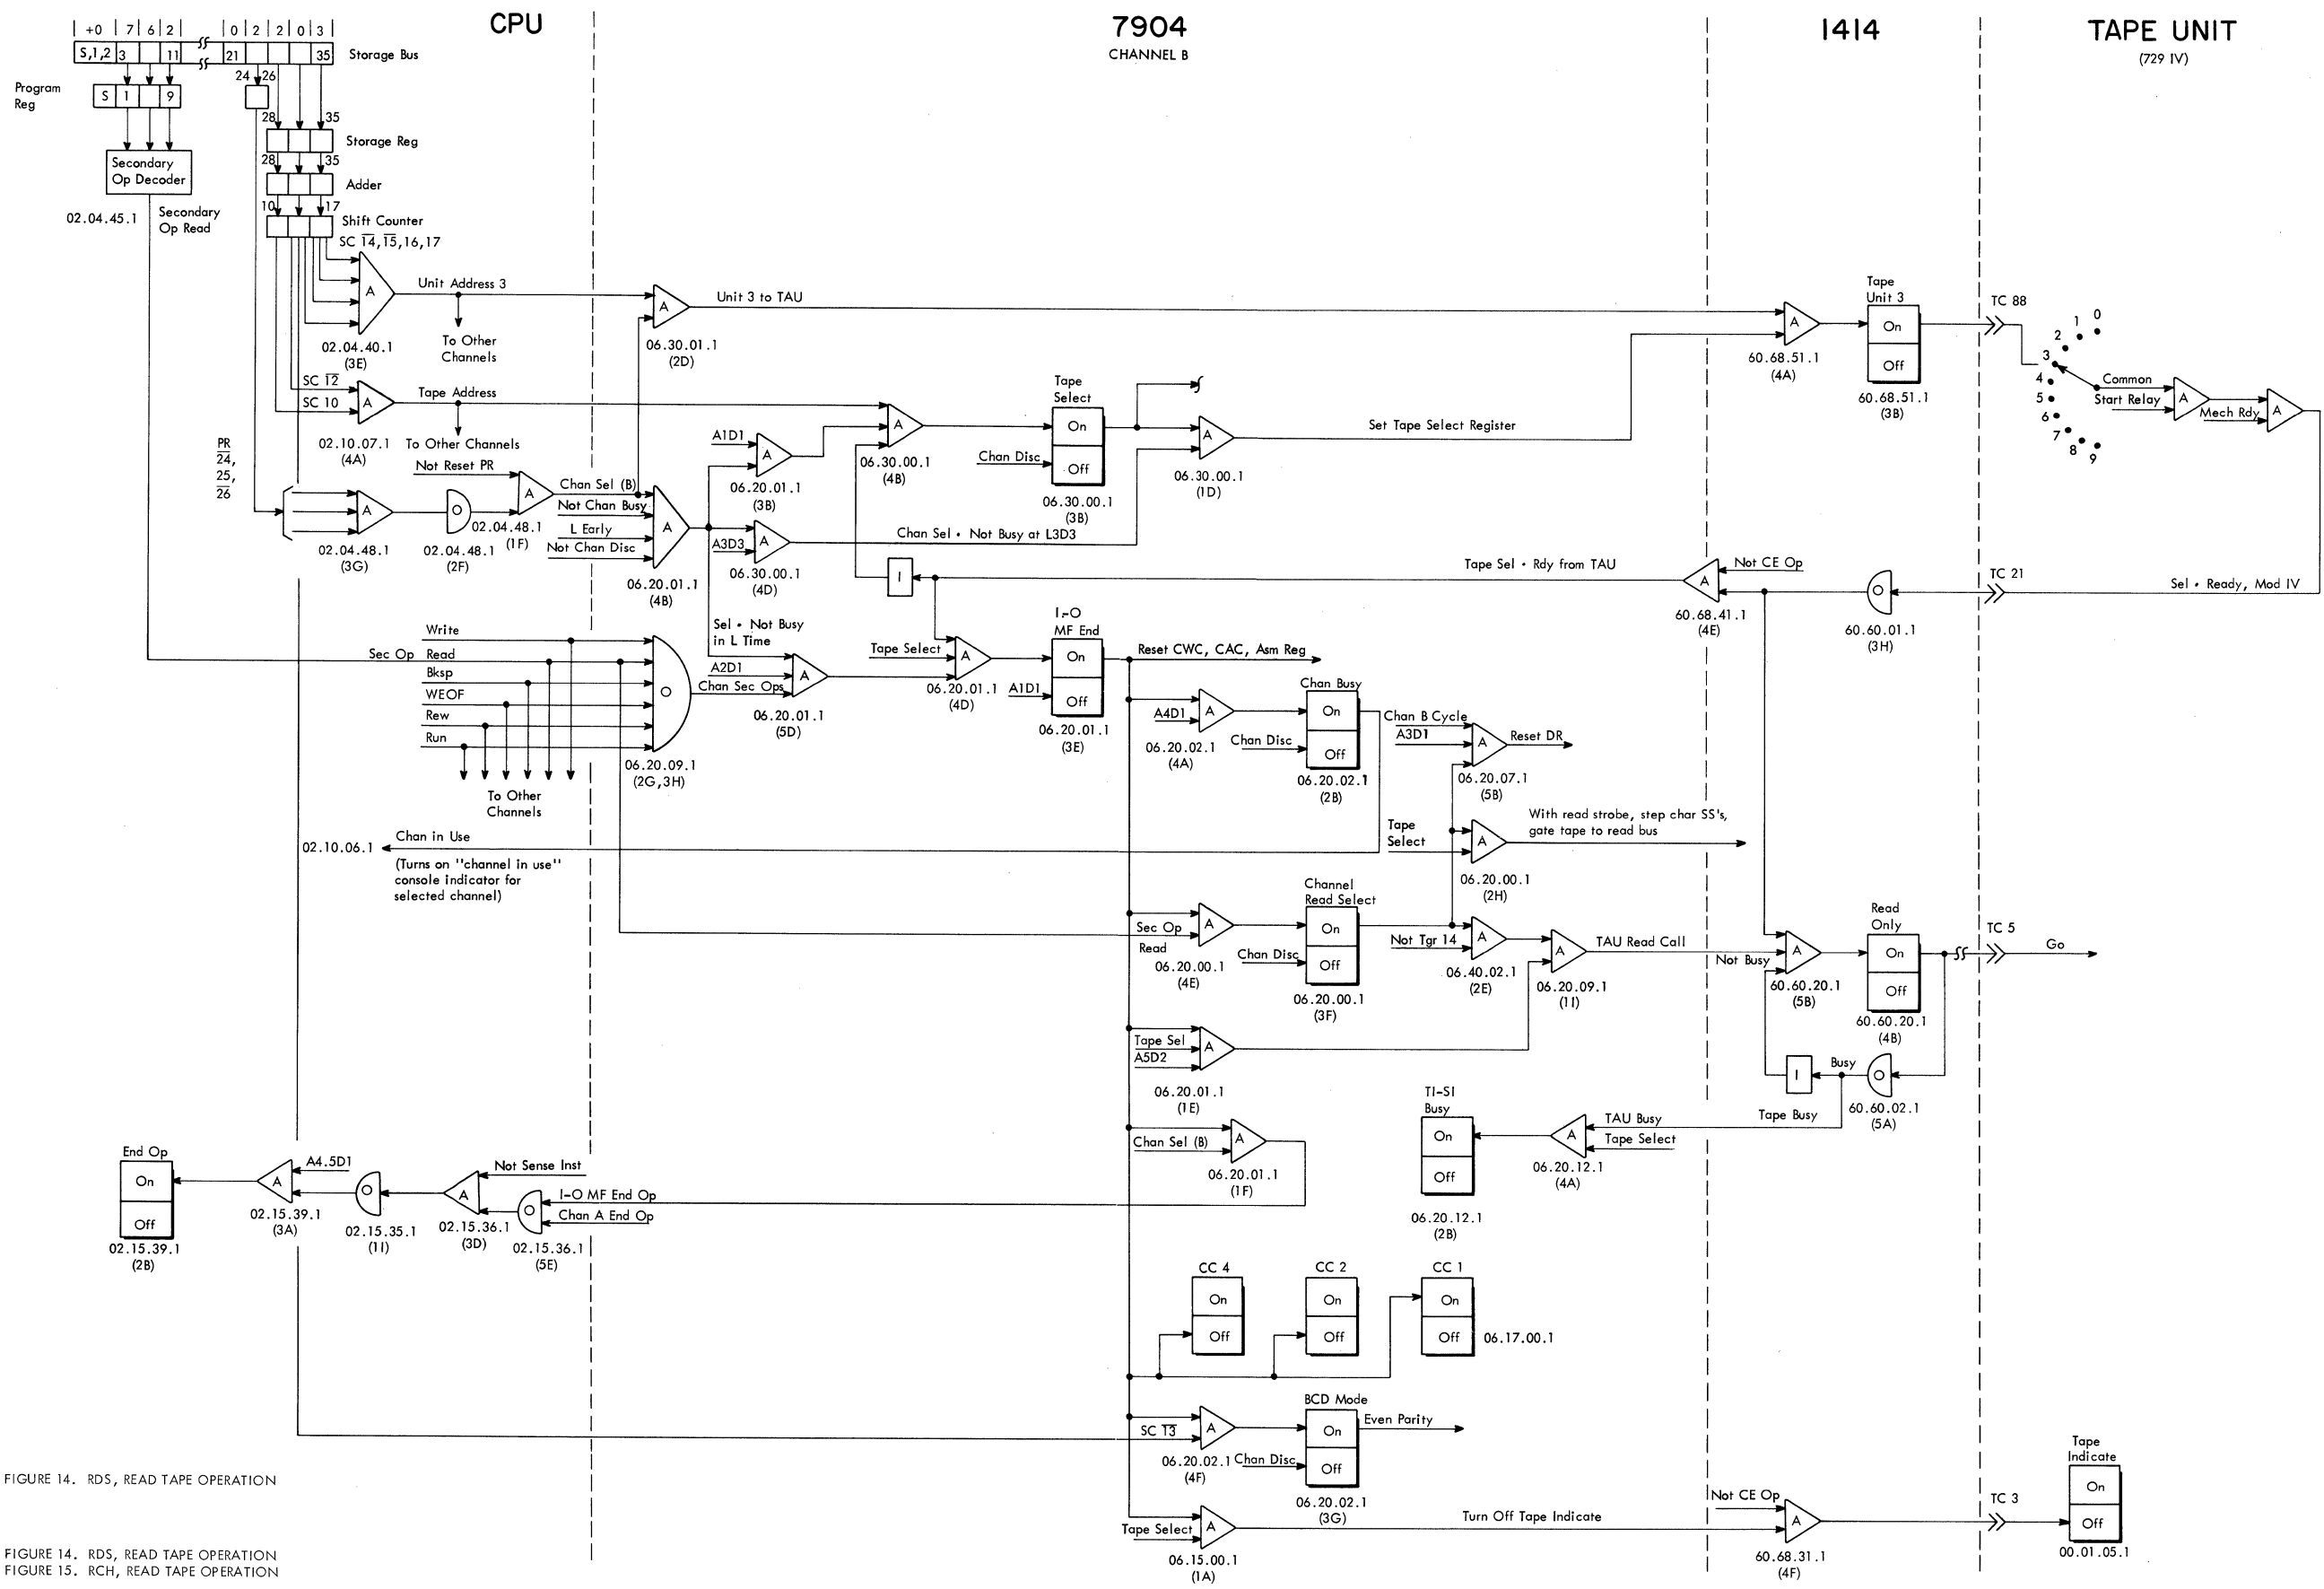 CPU
7904
CHANNEL B
1414
TAPE UNIT
(729 IV)
+0 7 6 2 0 2 2 0 3
S,1,2 3 11 21 35 Storage Bus
24 26
Program
Reg
S 1 9
28 35
Storage Reg
28 35
Secondary
Op Decoder
Adder
10 17
02.04.45.1
Secondary
Op Read
Shift Counter
SC 1̅4̅,1̅5̅,16,17
A
Unit Address 3
To Other
Channels
02.04.40.1
(3E)
A
06.30.01.1
(2D)
Unit 3 to TAU
A
60.68.51.1
(4A)
Tape
Unit 3
On
Off
60.68.51.1
(3B)
TC 88
0
1
2
3
4
5
6
7
8
9
Common
Start Relay
A
Mech Rdy
A
SC 1̅2̅
SC 10
A
Tape Address
To Other Channels
02.10.07.1
(4A)
PR
2̅4̅,
25,
2̅6̅
Not Reset PR
A
02.04.48.1
(3G)
O
02.04.48.1
(2F)
A
02.04.48.1
(1F)
Chan Sel (B)
Not Chan Busy
L Early
Not Chan Disc
A
06.20.01.1
(4B)
A1D1
A
06.20.01.1
(3B)
A3D3
A
06.30.00.1
(4D)
A
06.30.00.1
(4B)
Tape
Select
On
Off
Chan Disc
06.30.00.1
(3B)
A
06.30.00.1
(1D)
Set Tape Select Register
Chan Sel • Not Busy at L3D3
I
Tape Sel • Rdy from TAU
A
Not CE Op
60.68.41.1
(4E)
O
60.60.01.1
(3H)
TC 21
Sel • Ready, Mod IV
Write
Sec Op Read
Bksp
WEOF
Rew
Run
To Other
Channels
O
06.20.09.1
(2G,3H)
Sel • Not Busy
in L Time
A2D1
Chan Sec Ops
A
06.20.01.1
(5D)
Tape Select
A
06.20.01.1
(4D)
I-O
MF End
On
Off
A1D1
06.20.01.1
(3E)
Reset CWC, CAC, Asm Reg
A4D1
A
06.20.02.1
(4A)
Chan Busy
On
Off
Chan Disc
06.20.02.1
(2B)
Chan B Cycle
A3D1
A
Reset DR
06.20.07.1
(5B)
Tape
Select
A
06.20.00.1
(2H)
With read strobe, step char SS's,
gate tape to read bus
02.10.06.1
Chan in Use
(Turns on "channel in use"
console indicator for
selected channel)
Sec Op
Read
A
06.20.00.1
(4E)
Channel
Read Select
On
Off
Chan Disc
06.20.00.1
(3F)
Not Tgr 14
A
06.40.02.1
(2E)
A
06.20.09.1
(1I)
TAU Read Call
Not Busy
A
60.60.20.1
(5B)
Read
Only
On
Off
60.60.20.1
(4B)
TC 5
Go
Tape Sel
A5D2
A
06.20.01.1
(1E)
I
Busy
O
60.60.02.1
(5A)
TI-SI
Busy
On
Off
06.20.12.1
(2B)
A
06.20.12.1
(4A)
TAU Busy
Tape Select
Tape Busy
Chan Sel (B)
A
06.20.01.1
(1F)
End Op
On
Off
02.15.39.1
(2B)
A4.5D1
A
02.15.39.1
(3A)
O
02.15.35.1
(1I)
A
02.15.36.1
(3D)
Not Sense Inst
O
02.15.36.1
(5E)
I-O MF End Op
Chan A End Op
CC 4
On
Off
CC 2
On
Off
CC 1
On
Off
06.17.00.1
SC 1̅3̅
A
06.20.02.1
(4F)
BCD Mode
On
Off
Chan Disc
06.20.02.1
(3G)
Even Parity
Tape Select
A
06.15.00.1
(1A)
Turn Off Tape Indicate
Not CE Op
A
60.68.31.1
(4F)
TC 3
Tape
Indicate
On
Off
00.01.05.1
FIGURE 14. RDS, READ TAPE OPERATION
FIGURE 14. RDS, READ TAPE OPERATION
FIGURE 15. RCH, READ TAPE OPERATION